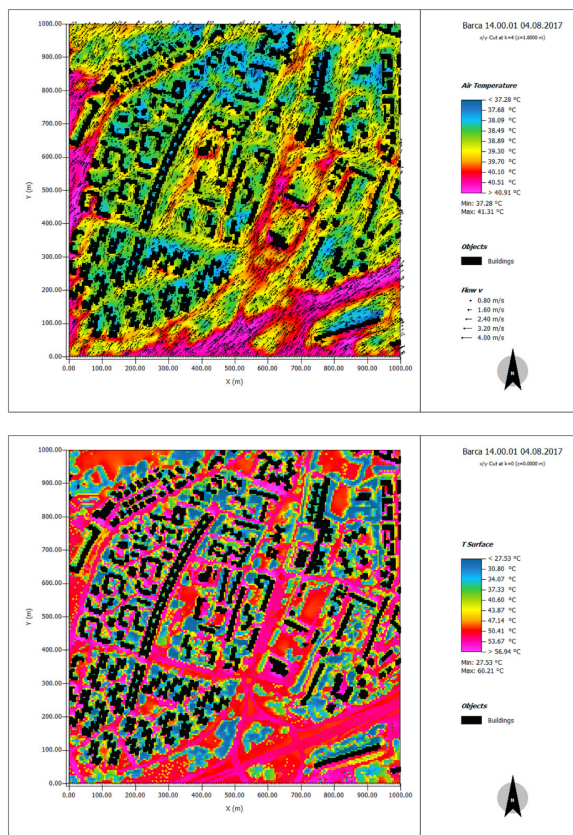 Barca 14.00.01 04.08.2017
x/y Cut at k=4 (z=1.8000 m)
Air Temperature
< 37.28 °C
37.68 °C
38.09 °C
38.49 °C
38.89 °C
39.30 °C
39.70 °C
40.10 °C
40.51 °C
> 40.91 °C
Min: 37.28 °C
Max: 41.31 °C
Objects
Buildings
Flow v
0.80 m/s
1.60 m/s
2.40 m/s
3.20 m/s
4.00 m/s
N
Y (m)
1000.00
900.00
800.00
700.00
600.00
500.00
400.00
300.00
200.00
100.00
0.00
0.00 100.00 200.00 300.00 400.00 500.00 600.00 700.00 800.00 900.00 1000.00
X (m)
Barca 14.00.01 04.08.2017
x/y Cut at k=0 (z=0.0000 m)
T Surface
< 27.53 °C
30.80 °C
34.07 °C
37.33 °C
40.60 °C
43.87 °C
47.14 °C
50.41 °C
53.67 °C
> 56.94 °C
Min: 27.53 °C
Max: 60.21 °C
Objects
Buildings
N
Y (m)
1000.00
900.00
800.00
700.00
600.00
500.00
400.00
300.00
200.00
100.00
0.00
0.00 100.00 200.00 300.00 400.00 500.00 600.00 700.00 800.00 900.00 1000.00
X (m)